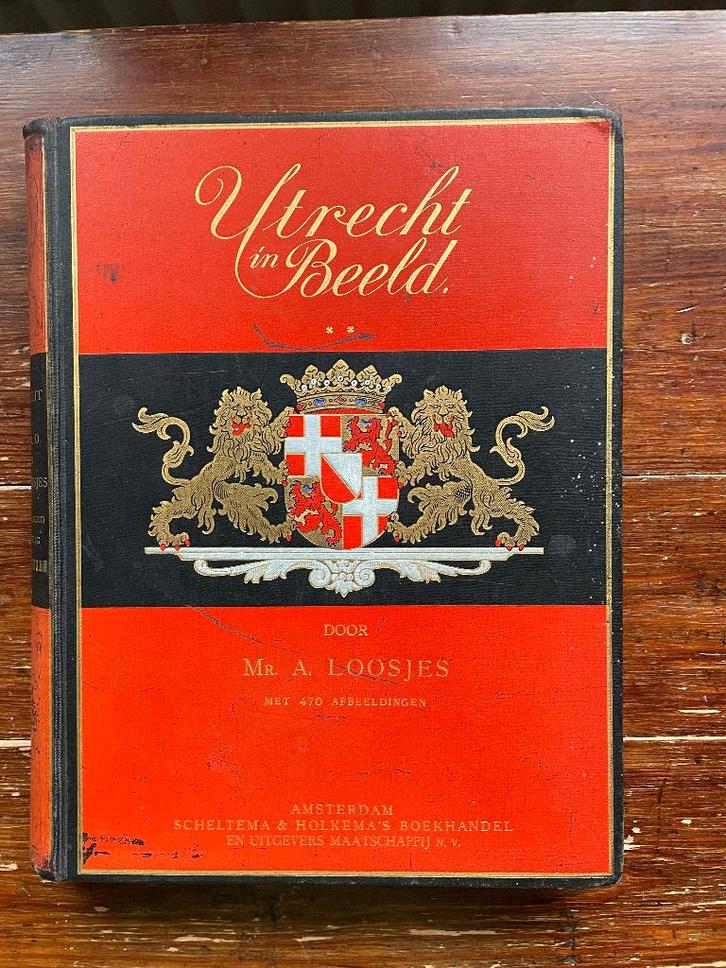 Utrecht
in Beeld.
DOOR
MR. A. LOOSJES
MET 470 AFBEELDINGEN
AMSTERDAM
SCHELTEMA & HOLKEMA'S BOEKHANDEL
EN UITGEVERS MAATSCHAPPIJ N. V.